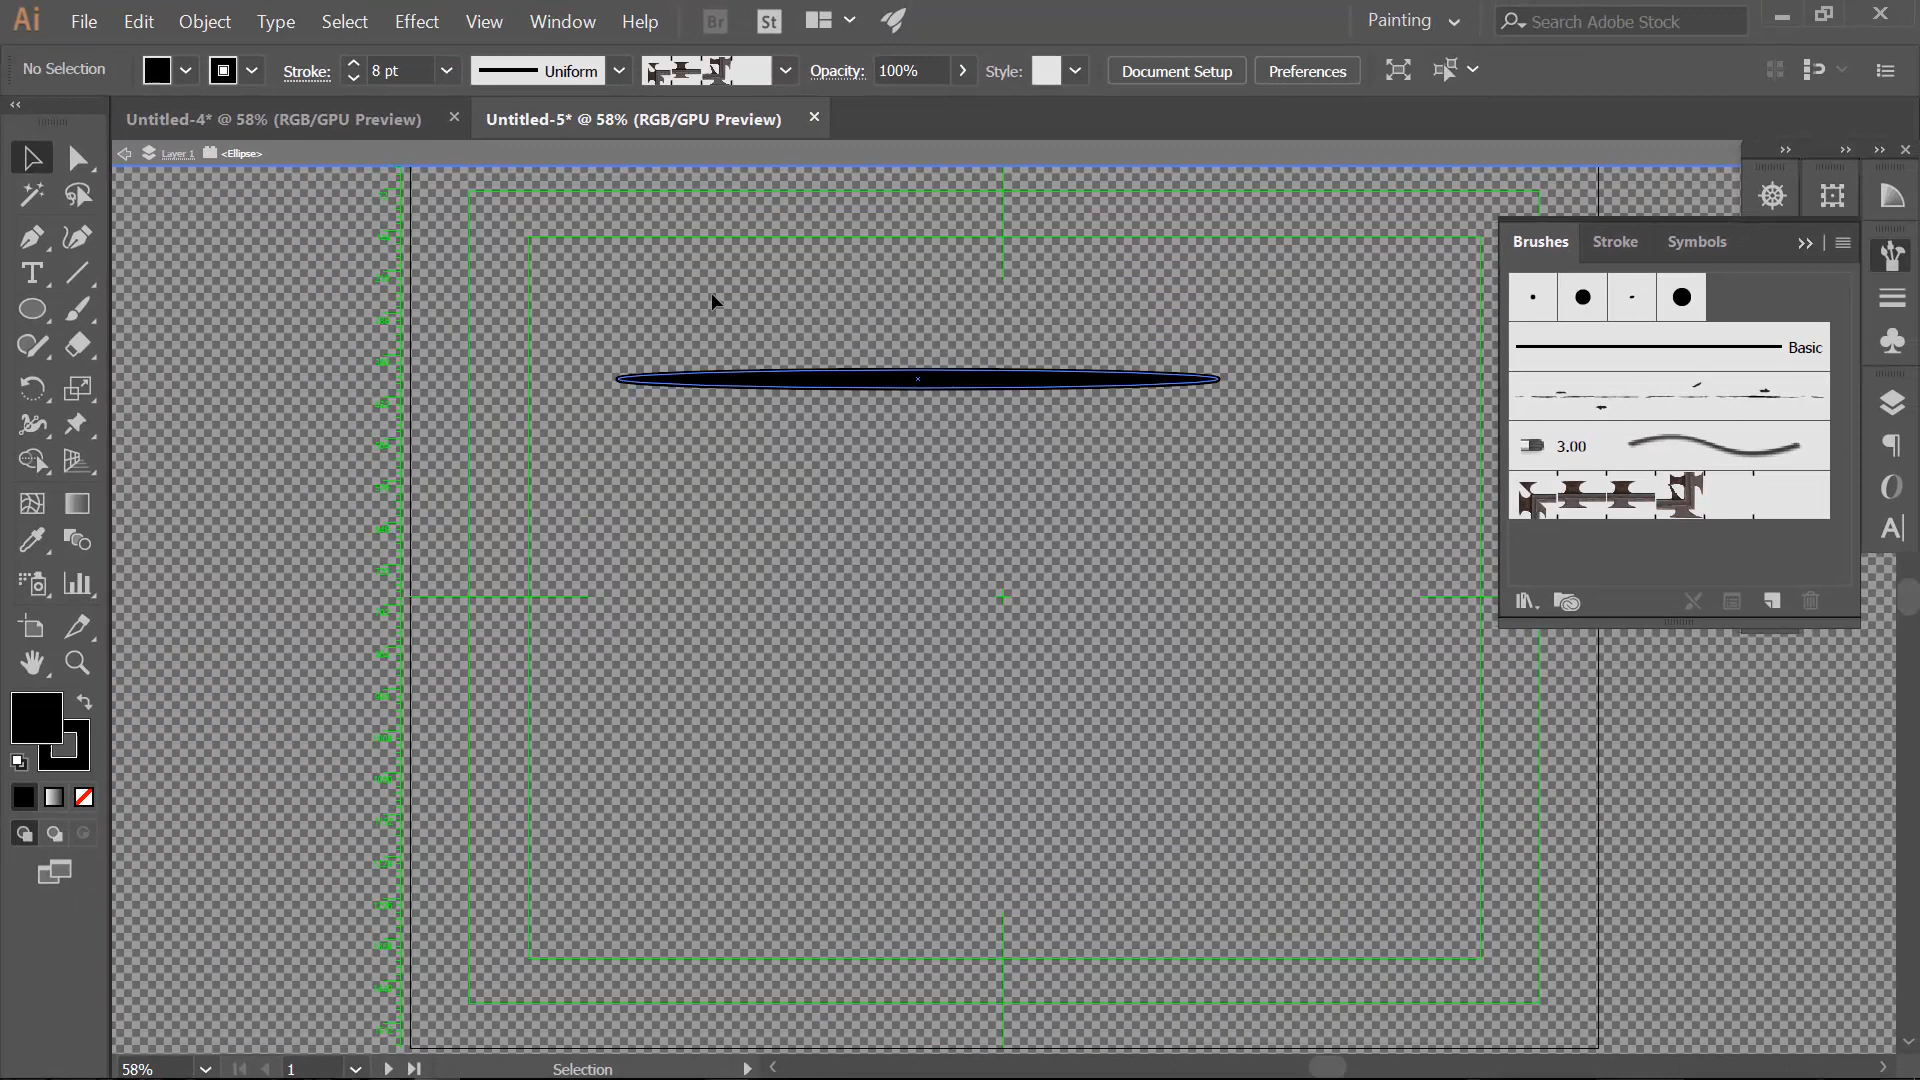 Ai File Edit Object Type Select Effect View Window Help Br St Painting Search Adobe Stock
No Selection Stroke: 8 pt Uniform Opacity: 100% Style: Document Setup Preferences
Untitled-4* @ 58% (RGB/GPU Preview) Untitled-5* @ 58% (RGB/GPU Preview)
Layer 1 <Ellipse>
Brushes Stroke Symbols
Basic
3.00
58% 1 Selection